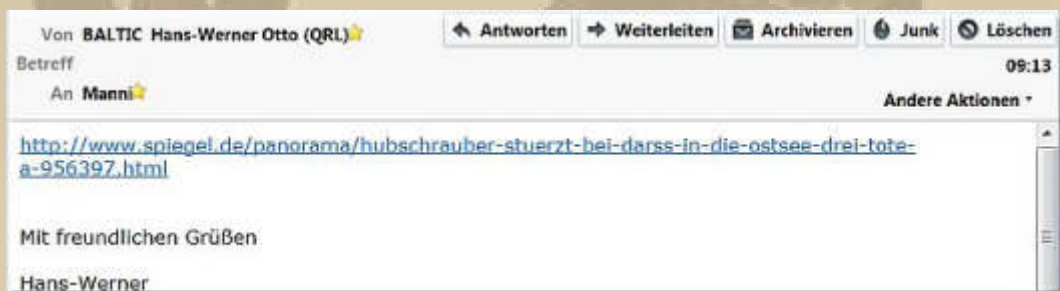 Von BALTIC Hans-Werner Otto (QRL) Antworten Weiterleiten Archivieren Junk Löschen
Betreff 09:13
An Manni Andere Aktionen
http://www.spiegel.de/panorama/hubschrauber-stuerzt-bei-darss-in-die-ostsee-drei-tote-
a-956397.html
Mit freundlichen Grüßen
Hans-Werner